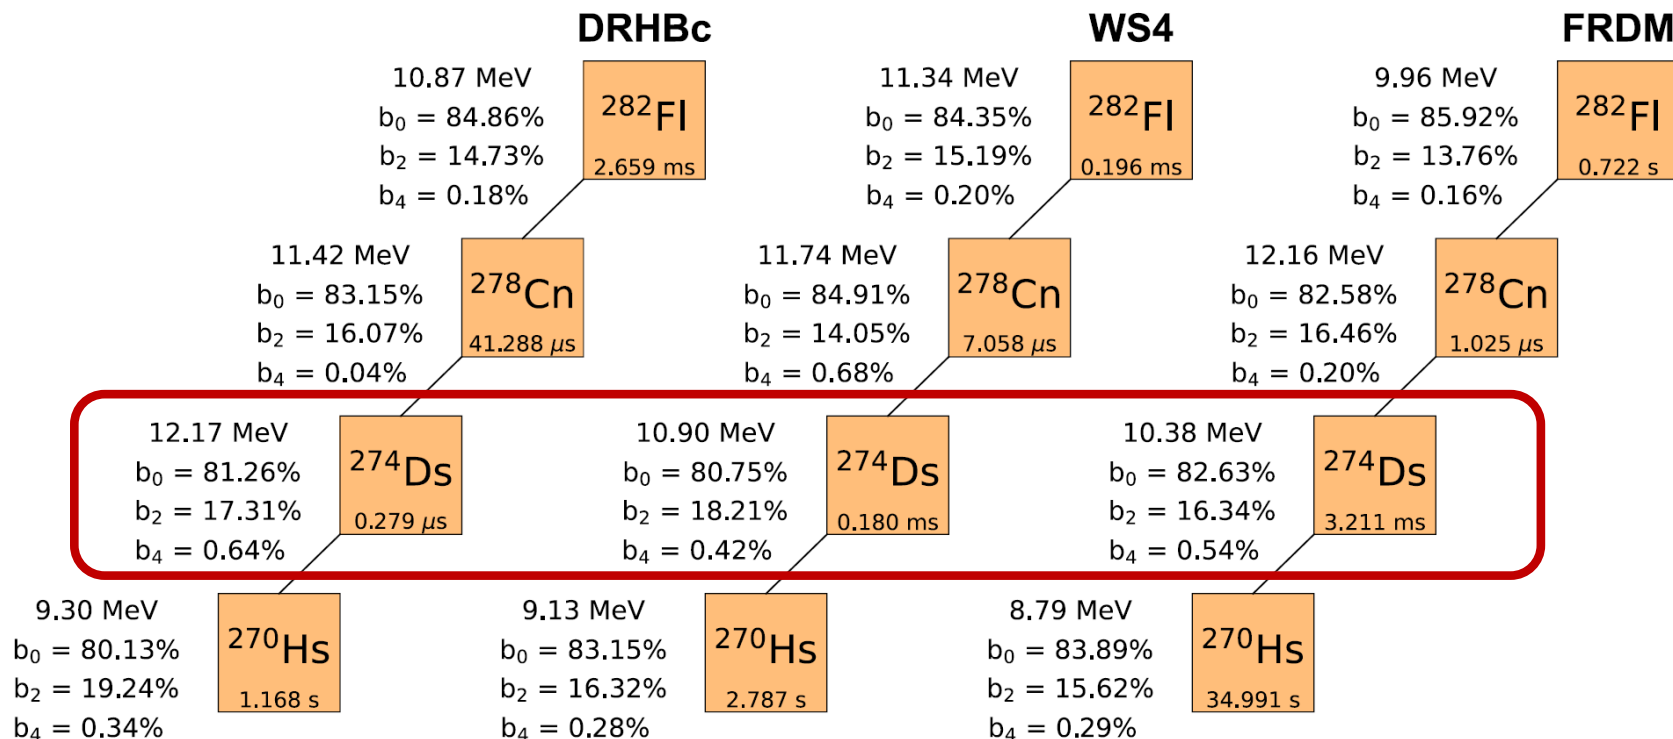 DRHBc
10.87 MeV
b₀ = 84.86%
b₂ = 14.73%
b₄ = 0.18%
²⁸²Fl
2.659 ms
11.42 MeV
b₀ = 83.15%
b₂ = 16.07%
b₄ = 0.04%
²⁷⁸Cn
41.288 μs
12.17 MeV
b₀ = 81.26%
b₂ = 17.31%
b₄ = 0.64%
²⁷⁴Ds
0.279 μs
9.30 MeV
b₀ = 80.13%
b₂ = 19.24%
b₄ = 0.34%
²⁷⁰Hs
1.168 s
WS4
11.34 MeV
b₀ = 84.35%
b₂ = 15.19%
b₄ = 0.20%
²⁸²Fl
0.196 ms
11.74 MeV
b₀ = 84.91%
b₂ = 14.05%
b₄ = 0.68%
²⁷⁸Cn
7.058 μs
10.90 MeV
b₀ = 80.75%
b₂ = 18.21%
b₄ = 0.42%
²⁷⁴Ds
0.180 ms
9.13 MeV
b₀ = 83.15%
b₂ = 16.32%
b₄ = 0.28%
²⁷⁰Hs
2.787 s
FRDM
9.96 MeV
b₀ = 85.92%
b₂ = 13.76%
b₄ = 0.16%
²⁸²Fl
0.722 s
12.16 MeV
b₀ = 82.58%
b₂ = 16.46%
b₄ = 0.20%
²⁷⁸Cn
1.025 μs
10.38 MeV
b₀ = 82.63%
b₂ = 16.34%
b₄ = 0.54%
²⁷⁴Ds
3.211 ms
8.79 MeV
b₀ = 83.89%
b₂ = 15.62%
b₄ = 0.29%
²⁷⁰Hs
34.991 s